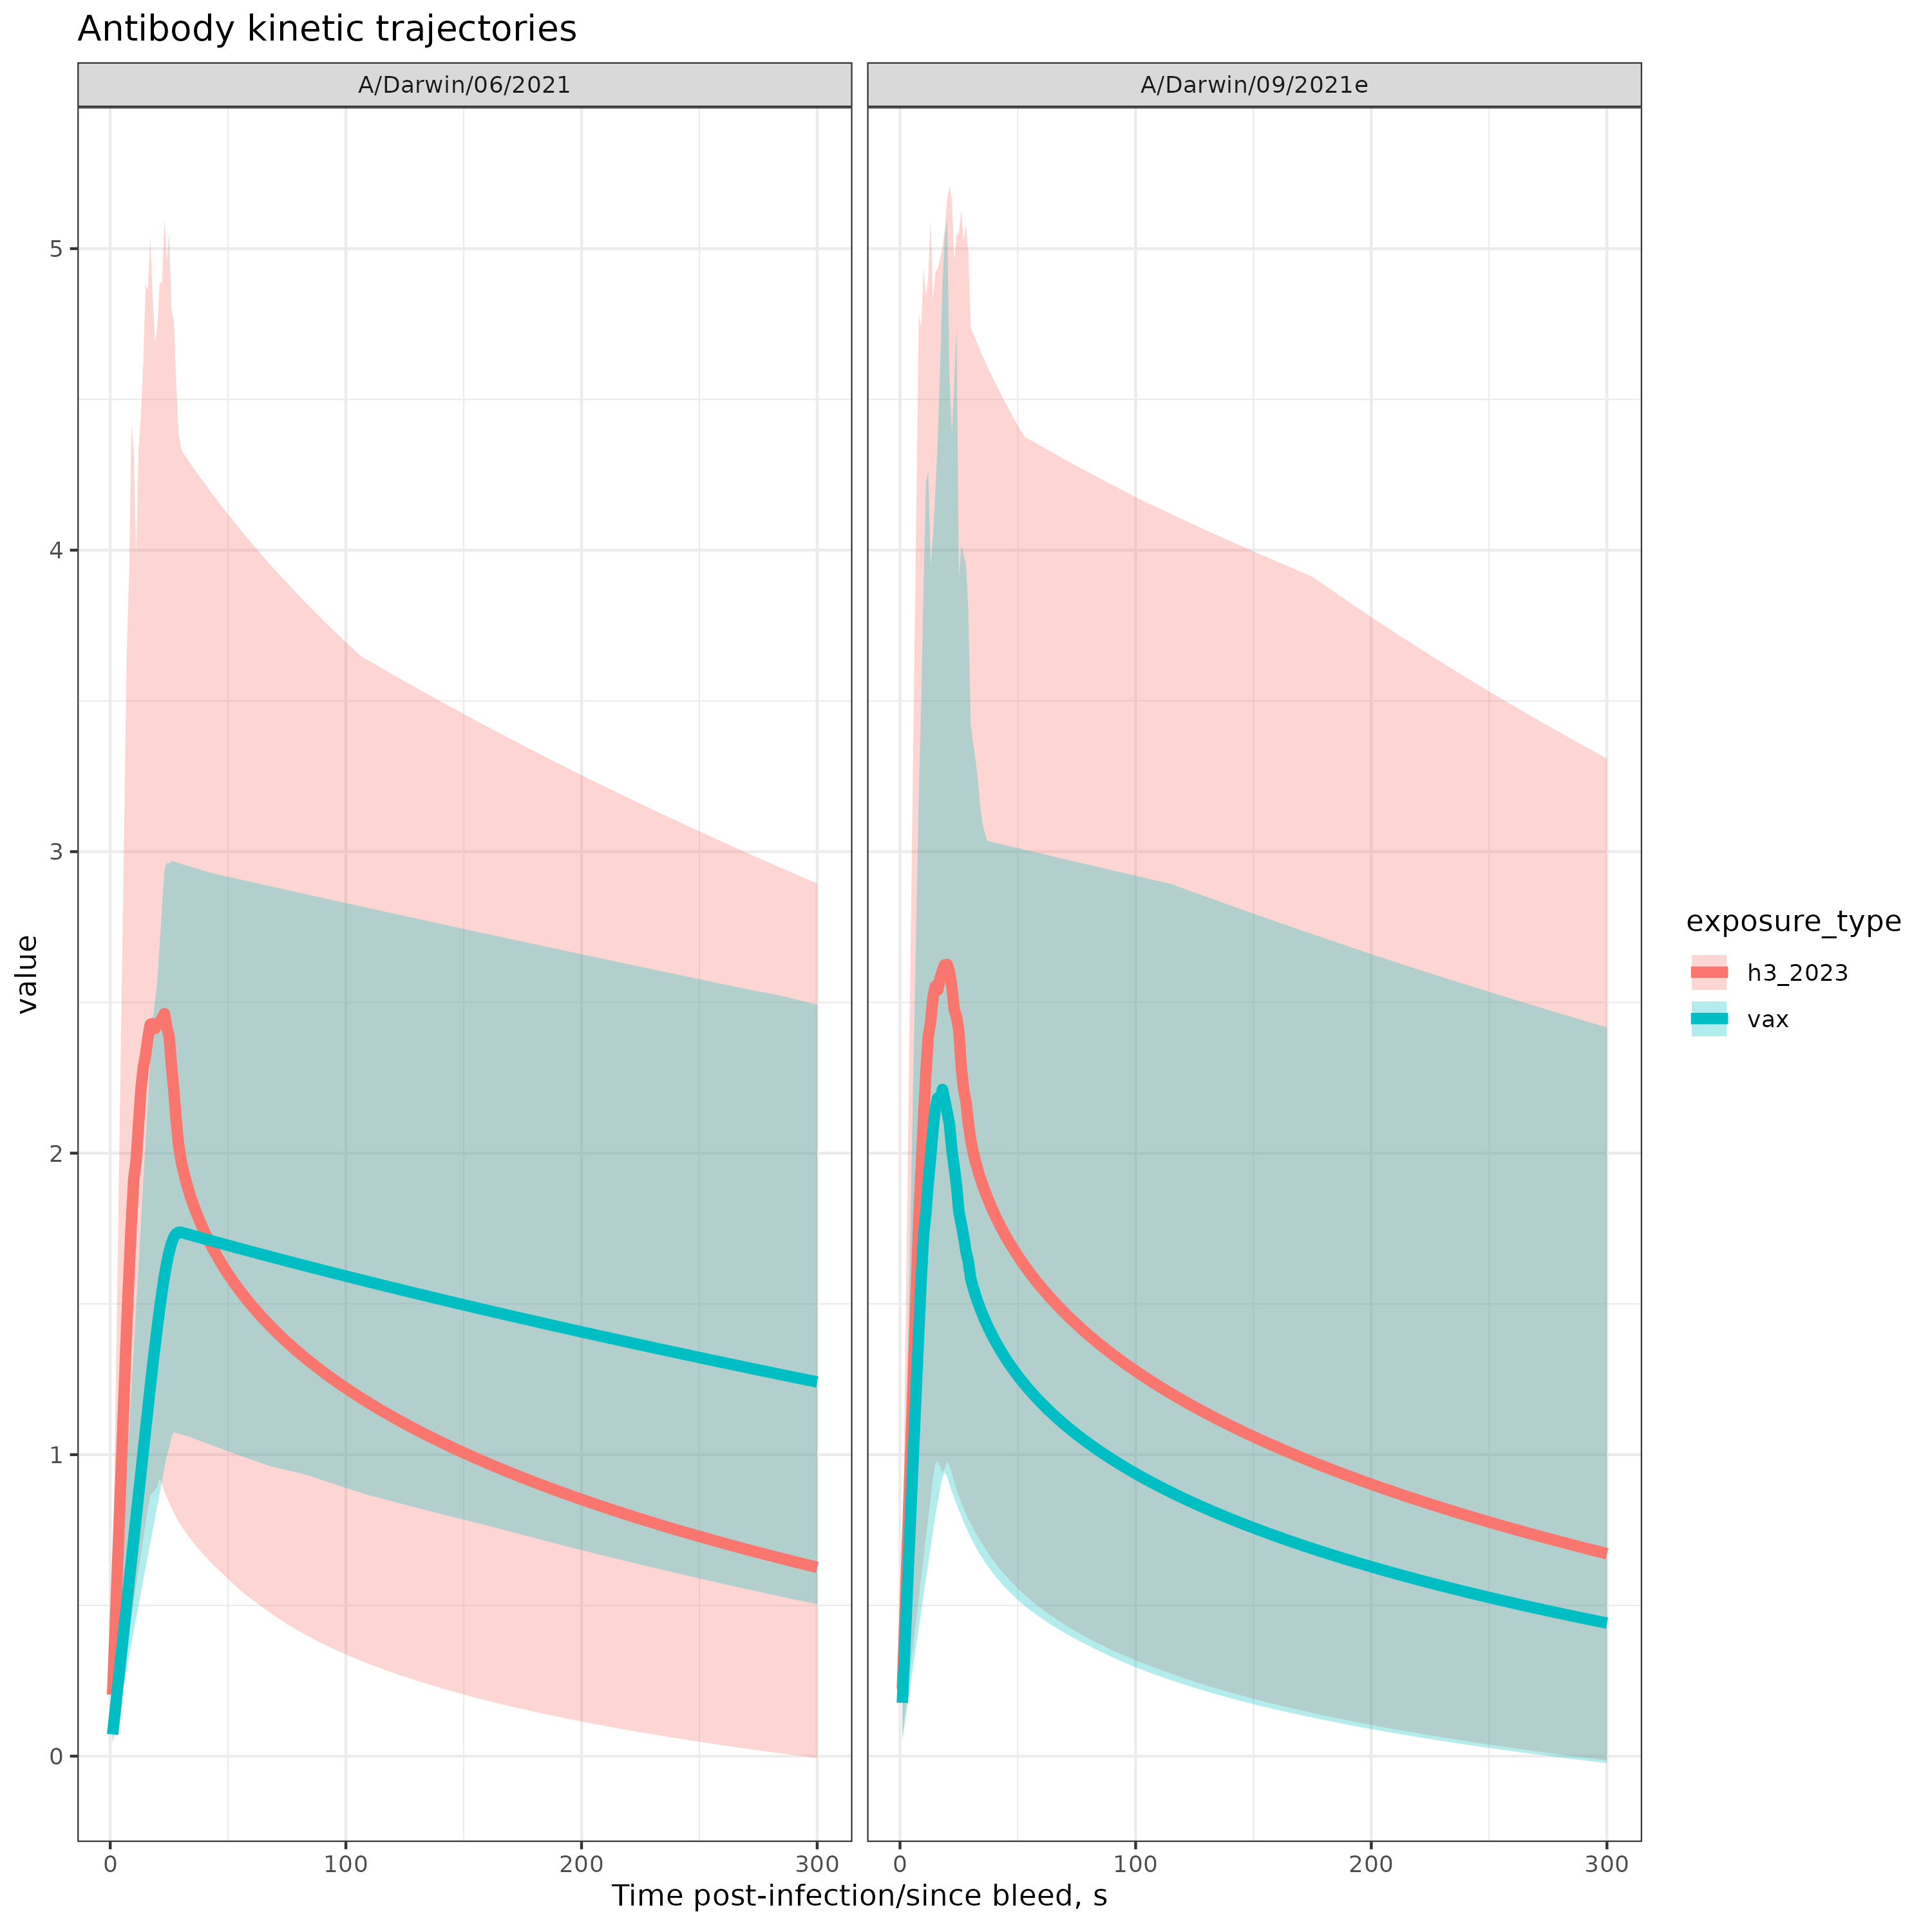 Antibody kinetic trajectories
A/Darwin/06/2021
A/Darwin/09/2021e
value
5
4
3
2
1
0
0
100
200
300
0
100
200
300
Time post-infection/since bleed, s
exposure_type
h3_2023
vax